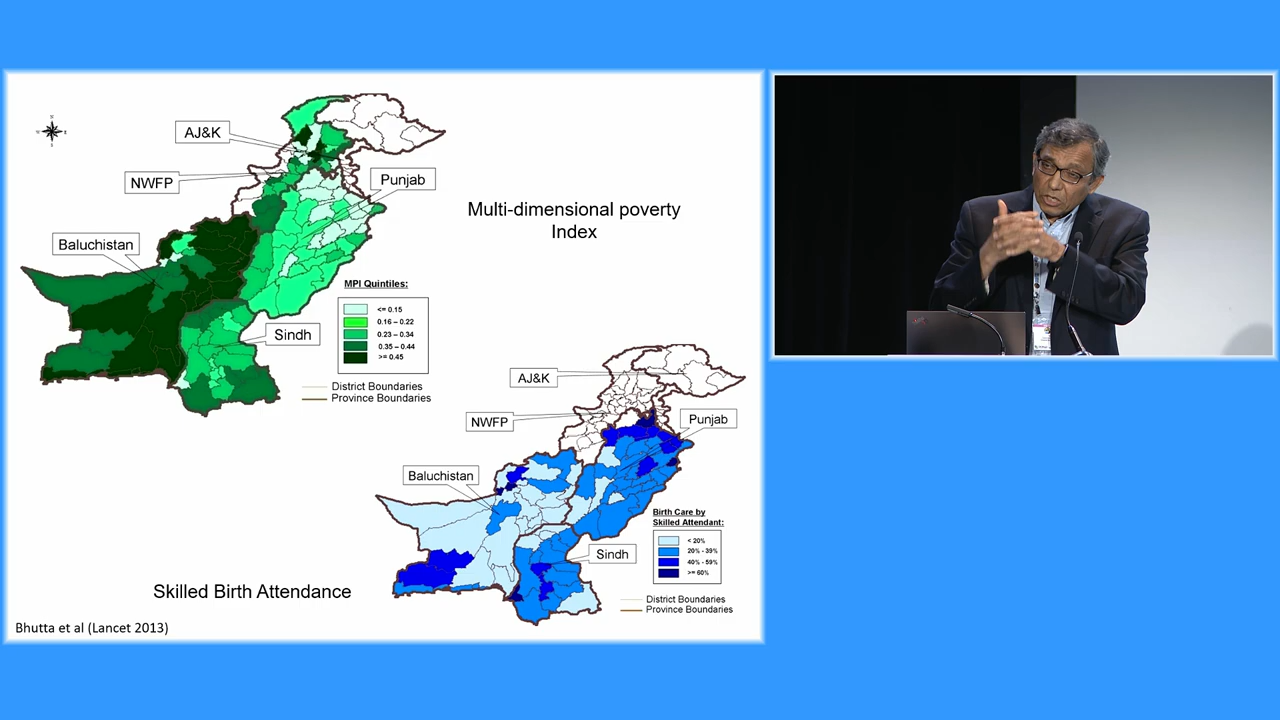 AJ&K
NWFP
Punjab
Baluchistan
Multi-dimensional poverty
Index
MPI Quintiles:
<= 0.15
0.16 – 0.22
0.23 – 0.34
0.35 – 0.44
>= 0.45
Sindh
District Boundaries
Province Boundaries
AJ&K
NWFP
Punjab
Baluchistan
Birth Care by
Skilled Attendant:
< 20%
20% - 39%
40% - 59%
>= 60%
Sindh
District Boundaries
Province Boundaries
Skilled Birth Attendance
Bhutta et al (Lancet 2013)